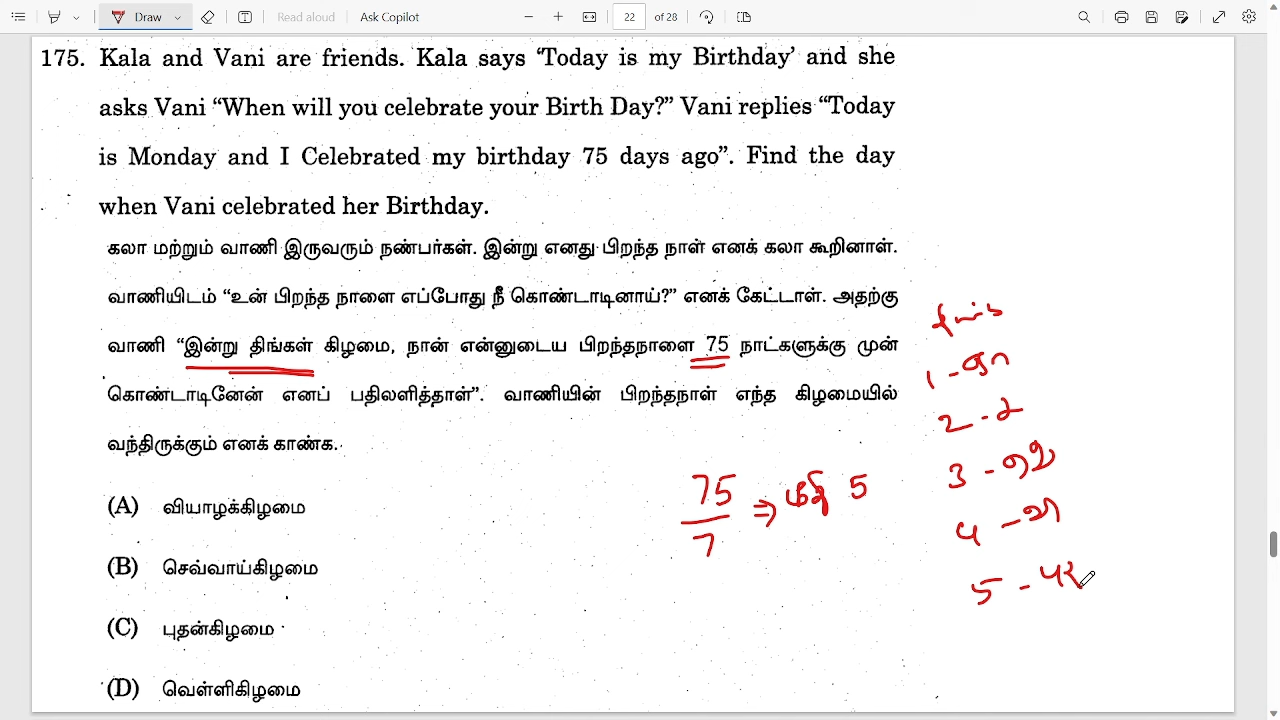 Draw
Read aloud
Ask Copilot
22
of 28
175. Kala and Vani are friends. Kala says ‘Today is my Birthday’ and she
asks Vani “When will you celebrate your Birth Day?” Vani replies “Today
is Monday and I Celebrated my birthday 75 days ago”. Find the day
when Vani celebrated her Birthday.
கலா மற்றும் வாணி இருவரும் நண்பர்கள். இன்று எனது பிறந்த நாள் எனக் கலா கூறினாள்.
வாணியிடம் “உன் பிறந்த நாளை எப்போது நீ கொண்டாடினாய்?” எனக் கேட்டாள். அதற்கு
வாணி “இன்று திங்கள் கிழமை, நான் என்னுடைய பிறந்தநாளை 75 நாட்களுக்கு முன்
கொண்டாடினேன் எனப் பதிலளித்தாள்”. வாணியின் பிறந்தநாள் எந்த கிழமையில்
வந்திருக்கும் எனக் காண்க.
(A) வியாழக்கிழமை
(B) செவ்வாய்கிழமை
(C) புதன்கிழமை
(D) வெள்ளிகிழமை
75
7
⇒ மீதி 5
1 - ஞா
2 - 2
3 -
4 -
5 - பு